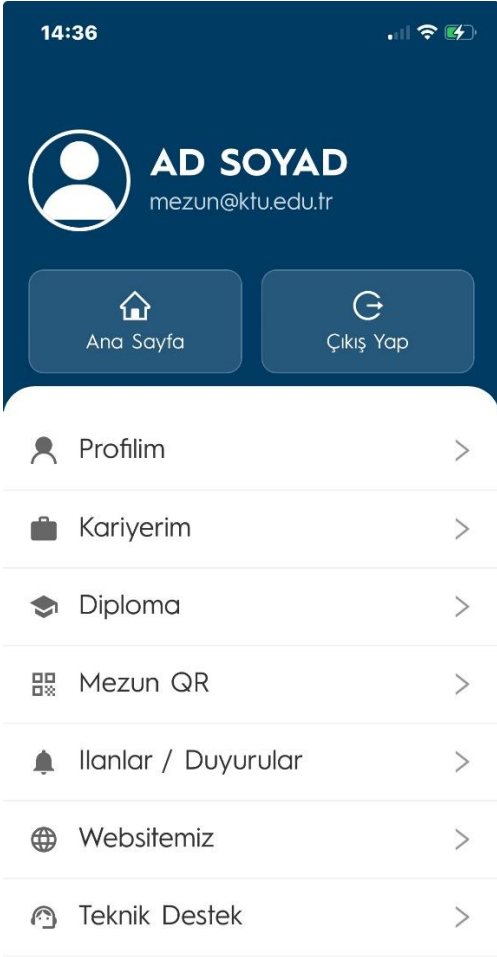 14:36
AD SOYAD
mezun@ktu.edu.tr
Ana Sayfa
Çıkış Yap
Profilim
Kariyerim
Diploma
Mezun QR
Ilanlar / Duyurular
Websitemiz
Teknik Destek